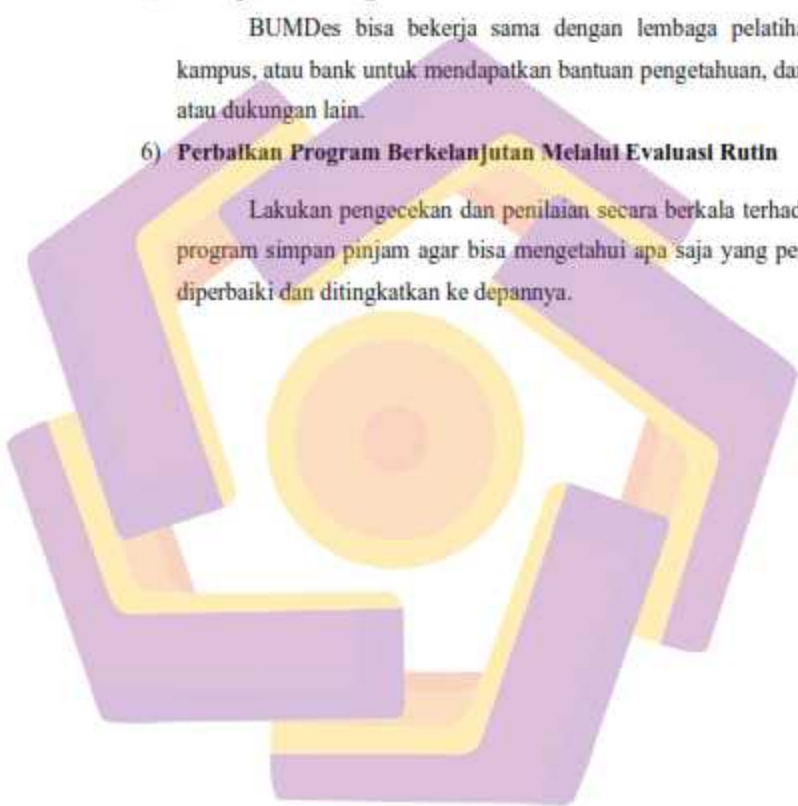 BUMDes bisa bekerja sama dengan lembaga pelatiha
kampus, atau bank untuk mendapatkan bantuan pengetahuan, dan
atau dukungan lain.
6) Perbaikan Program Berkelanjutan Melalui Evaluasi Rutin
Lakukan pengecekan dan penilaian secara berkala terhad
program simpan pinjam agar bisa mengetahui apa saja yang pe
diperbaiki dan ditingkatkan ke depannya.